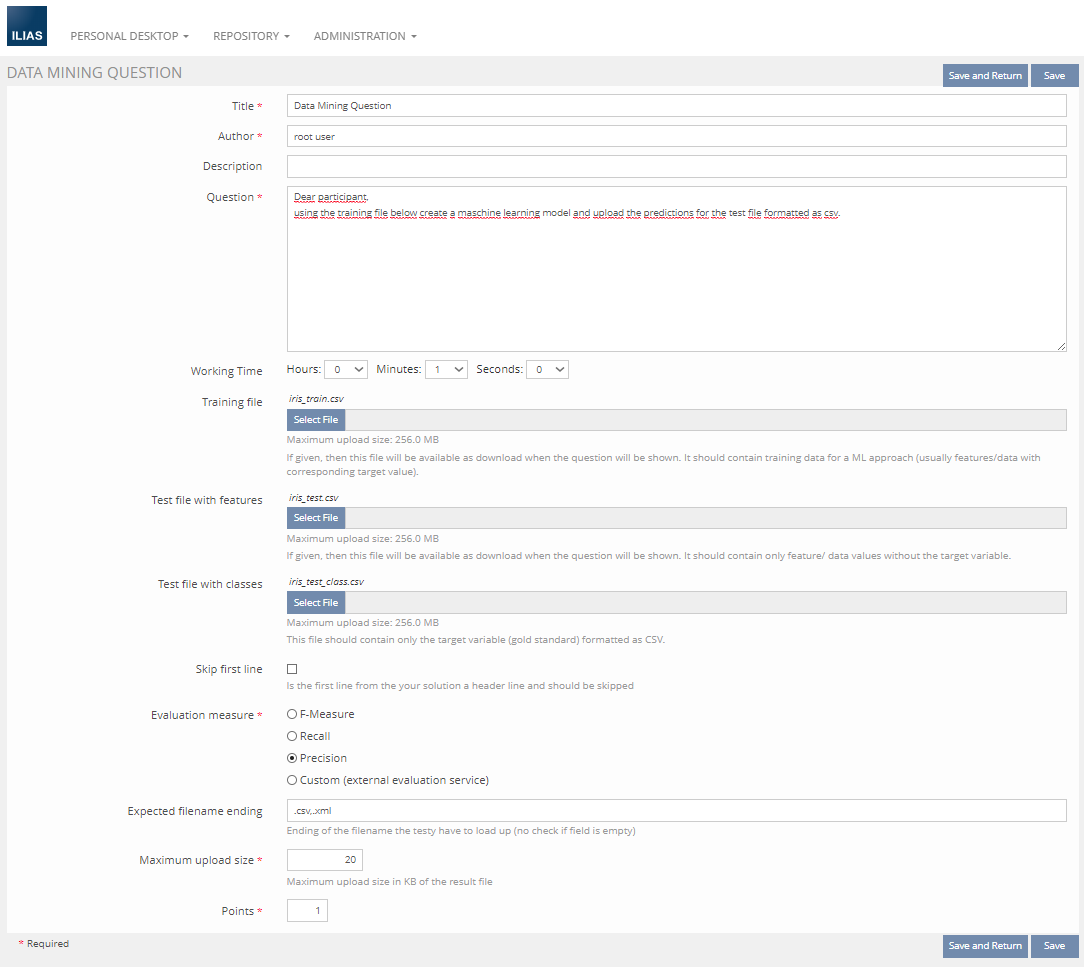 ILIAS
PERSONAL DESKTOP REPOSITORY ADMINISTRATION
DATA MINING QUESTION
Save and Return Save
Title * Data Mining Question
Author * root user
Description
Question * Dear participant,
using the training file below create a maschine learning model and upload the predictions for the test file formatted as csv.
Working Time Hours: 0 Minutes: 1 Seconds: 0
Training file iris_train.csv
Select File
Maximum upload size: 256.0 MB
If given, then this file will be available as download when the question will be shown. It should contain training data for a ML approach (usually features/data with
corresponding target value).
Test file with features iris_test.csv
Select File
Maximum upload size: 256.0 MB
If given, then this file will be available as download when the question will be shown. It should contain only feature/ data values without the target variable.
Test file with classes iris_test_class.csv
Select File
Maximum upload size: 256.0 MB
This file should contain only the target variable (gold standard) formatted as CSV.
Skip first line
Is the first line from the your solution a header line and should be skipped
Evaluation measure * F-Measure
Recall
Precision
Custom (external evaluation service)
Expected filename ending .csv,.xml
Ending of the filename the testy have to load up (no check if field is empty)
Maximum upload size * 20
Maximum upload size in KB of the result file
Points * 1
* Required
Save and Return Save